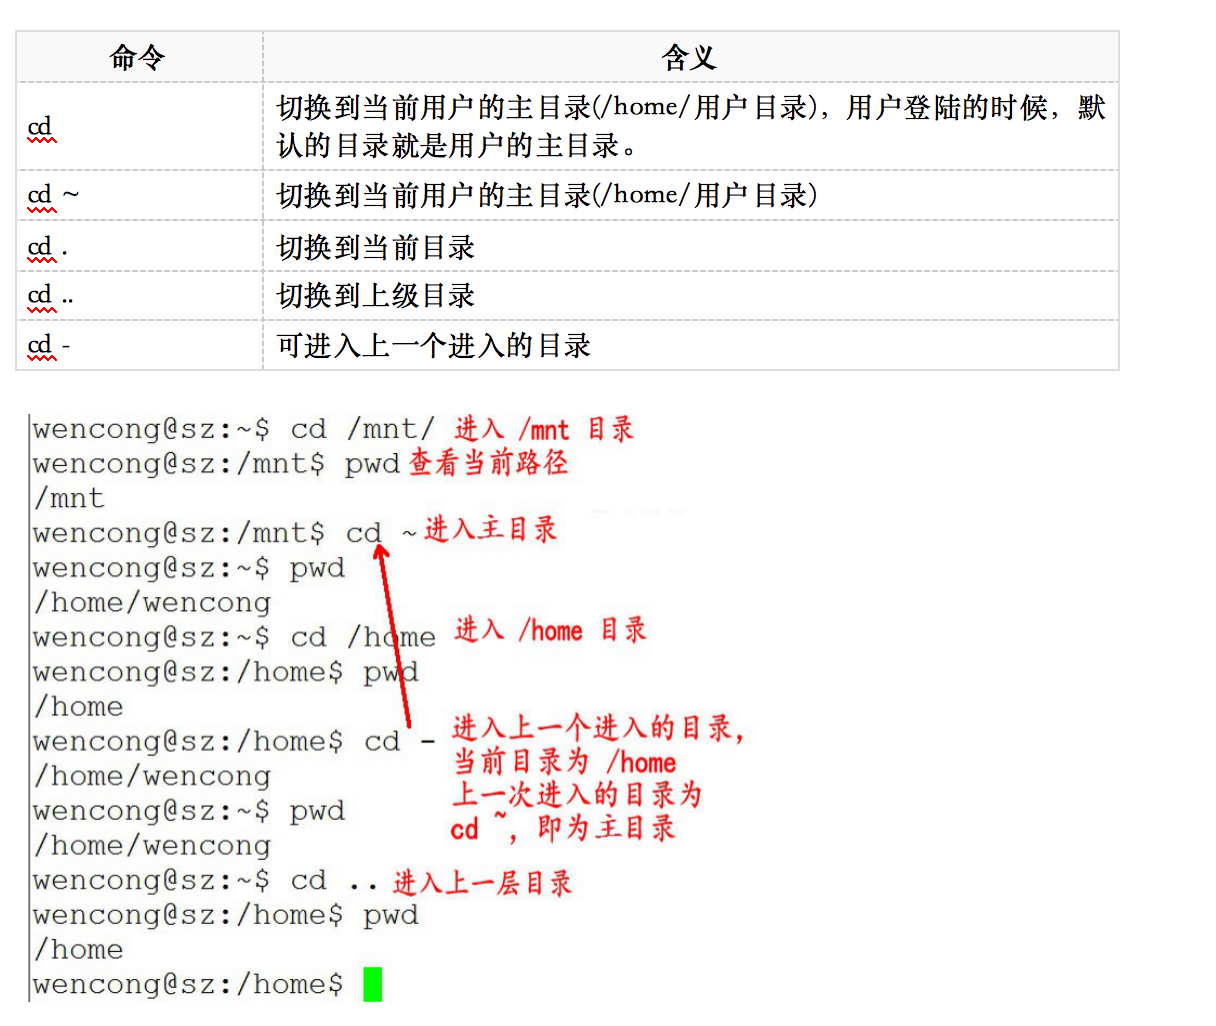 命令 含义
cd 切换到当前用户的主目录(/home/用户目录)，用户登陆的时候，默
认的目录就是用户的主目录。
cd ~ 切换到当前用户的主目录(/home/用户目录)
cd . 切换到当前目录
cd .. 切换到上级目录
cd - 可进入上一个进入的目录
wencong@sz:~$ cd /mnt/ 进入 /mnt 目录
wencong@sz:/mnt$ pwd 查看当前路径
/mnt
wencong@sz:/mnt$ cd ~ 进入主目录
wencong@sz:~$ pwd
/home/wencong
wencong@sz:~$ cd /home 进入 /home 目录
wencong@sz:/home$ pwd
/home
wencong@sz:/home$ cd - 进入上一个进入的目录,
当前目录为 /home
/home/wencong
上一次进入的目录为
wencong@sz:~$ pwd
cd ~, 即为主目录
/home/wencong
wencong@sz:~$ cd .. 进入上一层目录
wencong@sz:/home$ pwd
/home
wencong@sz:/home$